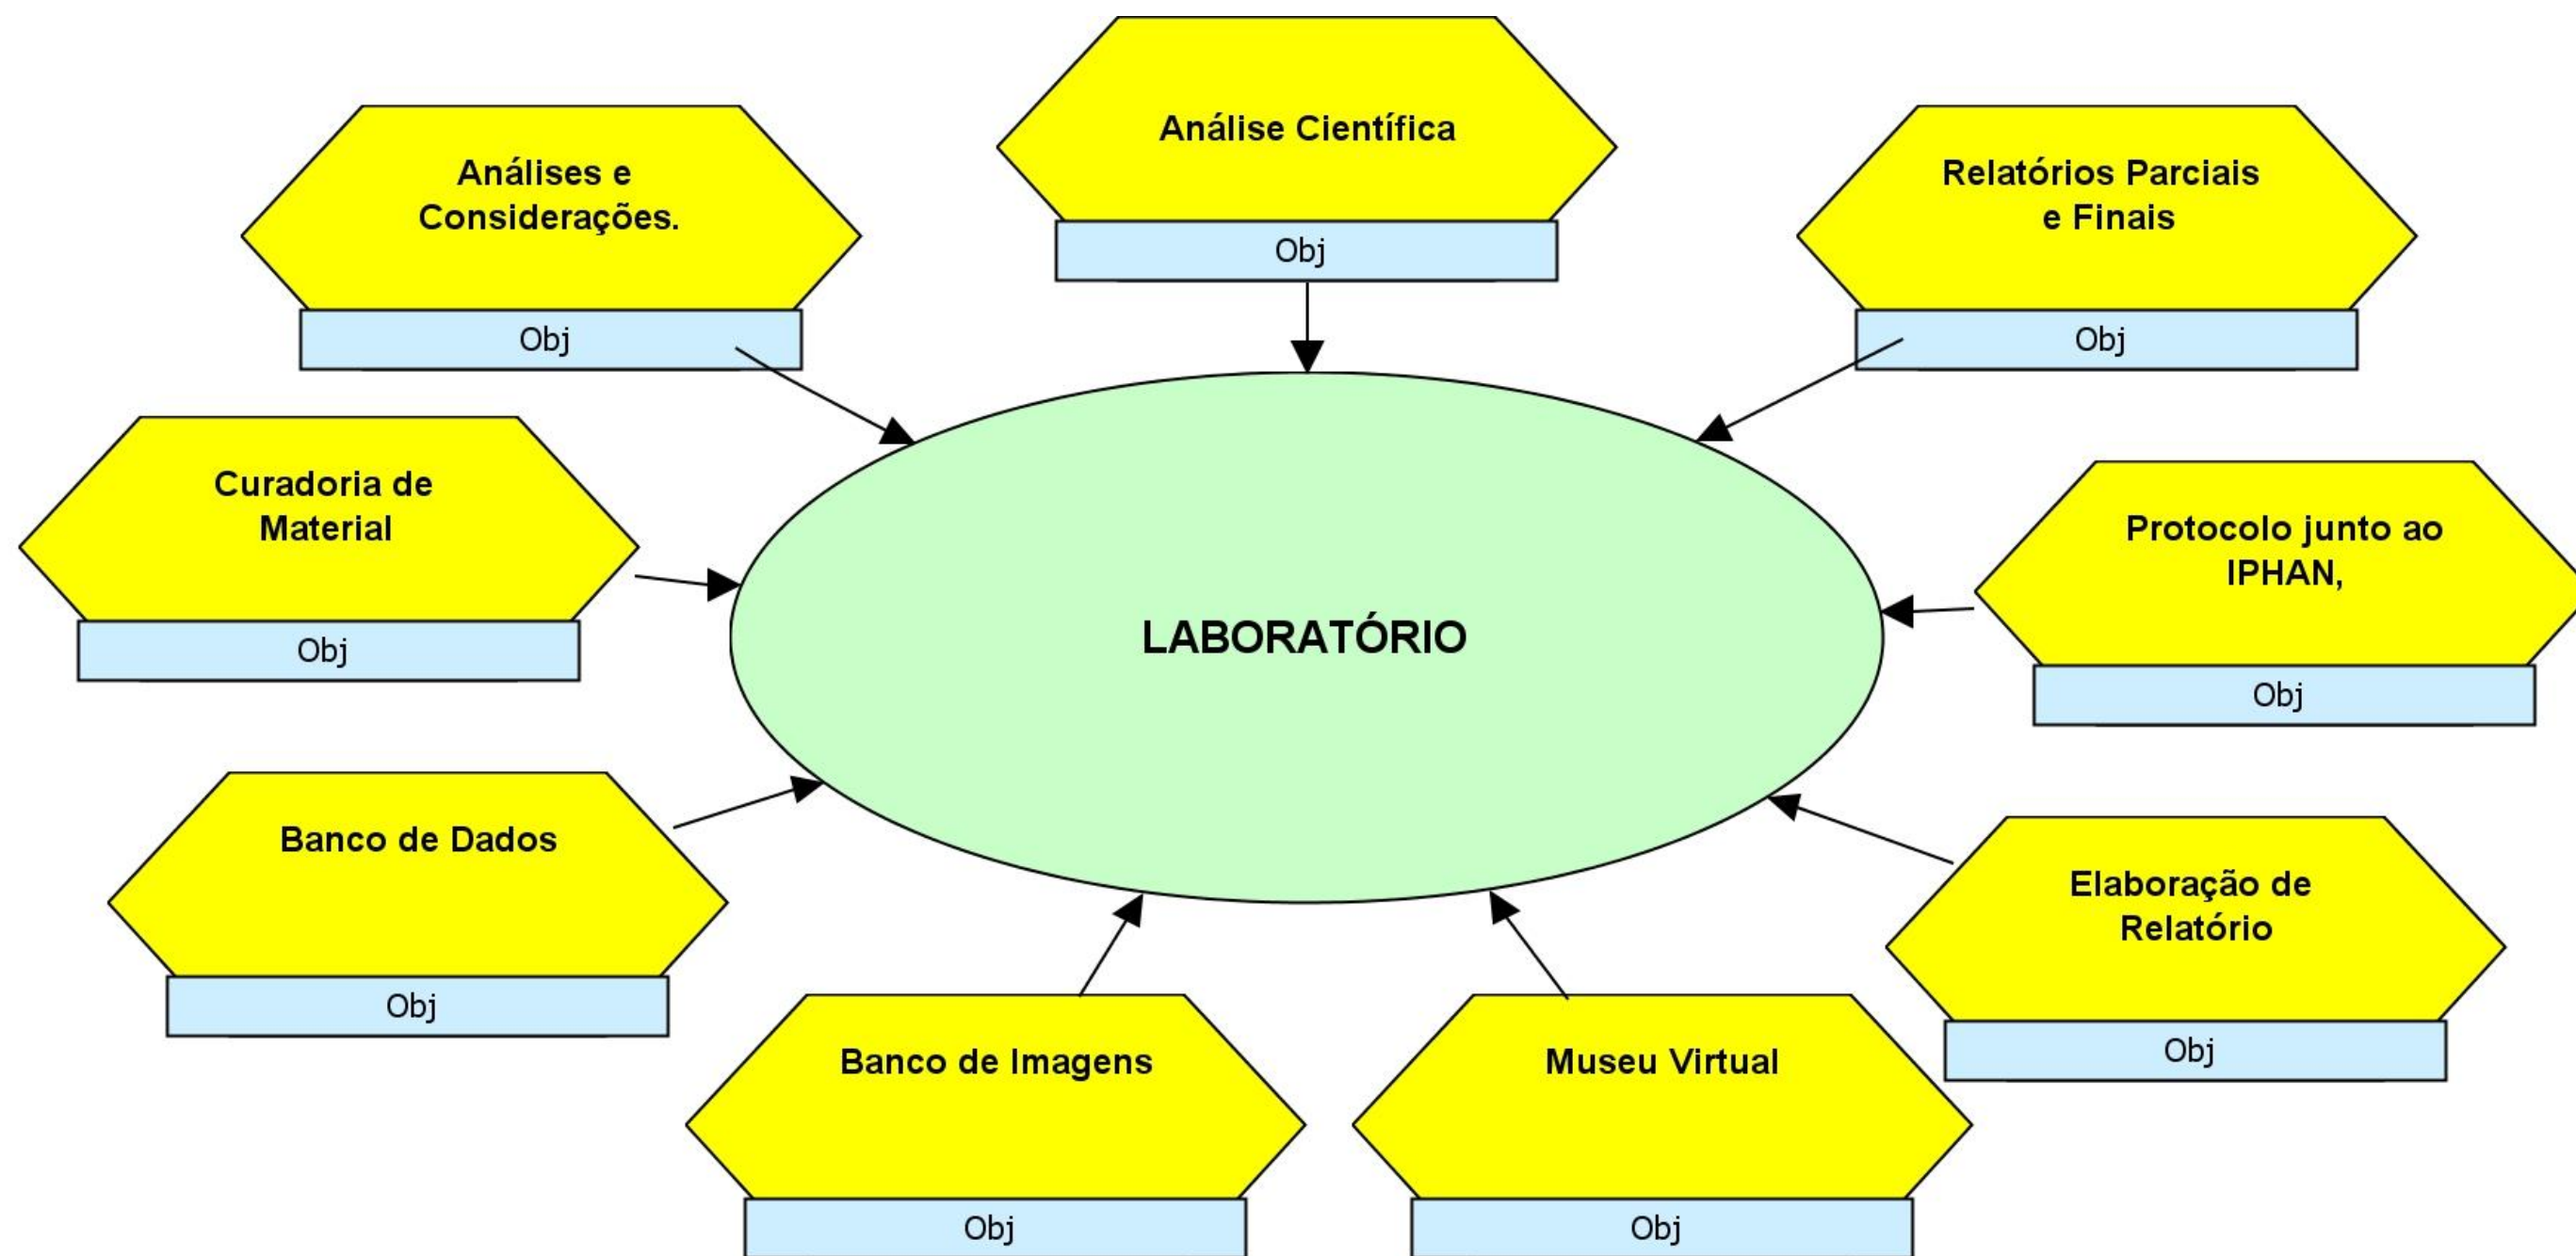 Análise Científica
Obj
Análises e
Considerações.
Obj
Relatórios Parciais
e Finais
Obj
Curadoria de
Material
Obj
Protocolo junto ao
IPHAN,
Obj
LABORATÓRIO
Banco de Dados
Obj
Elaboração de
Relatório
Obj
Banco de Imagens
Obj
Museu Virtual
Obj